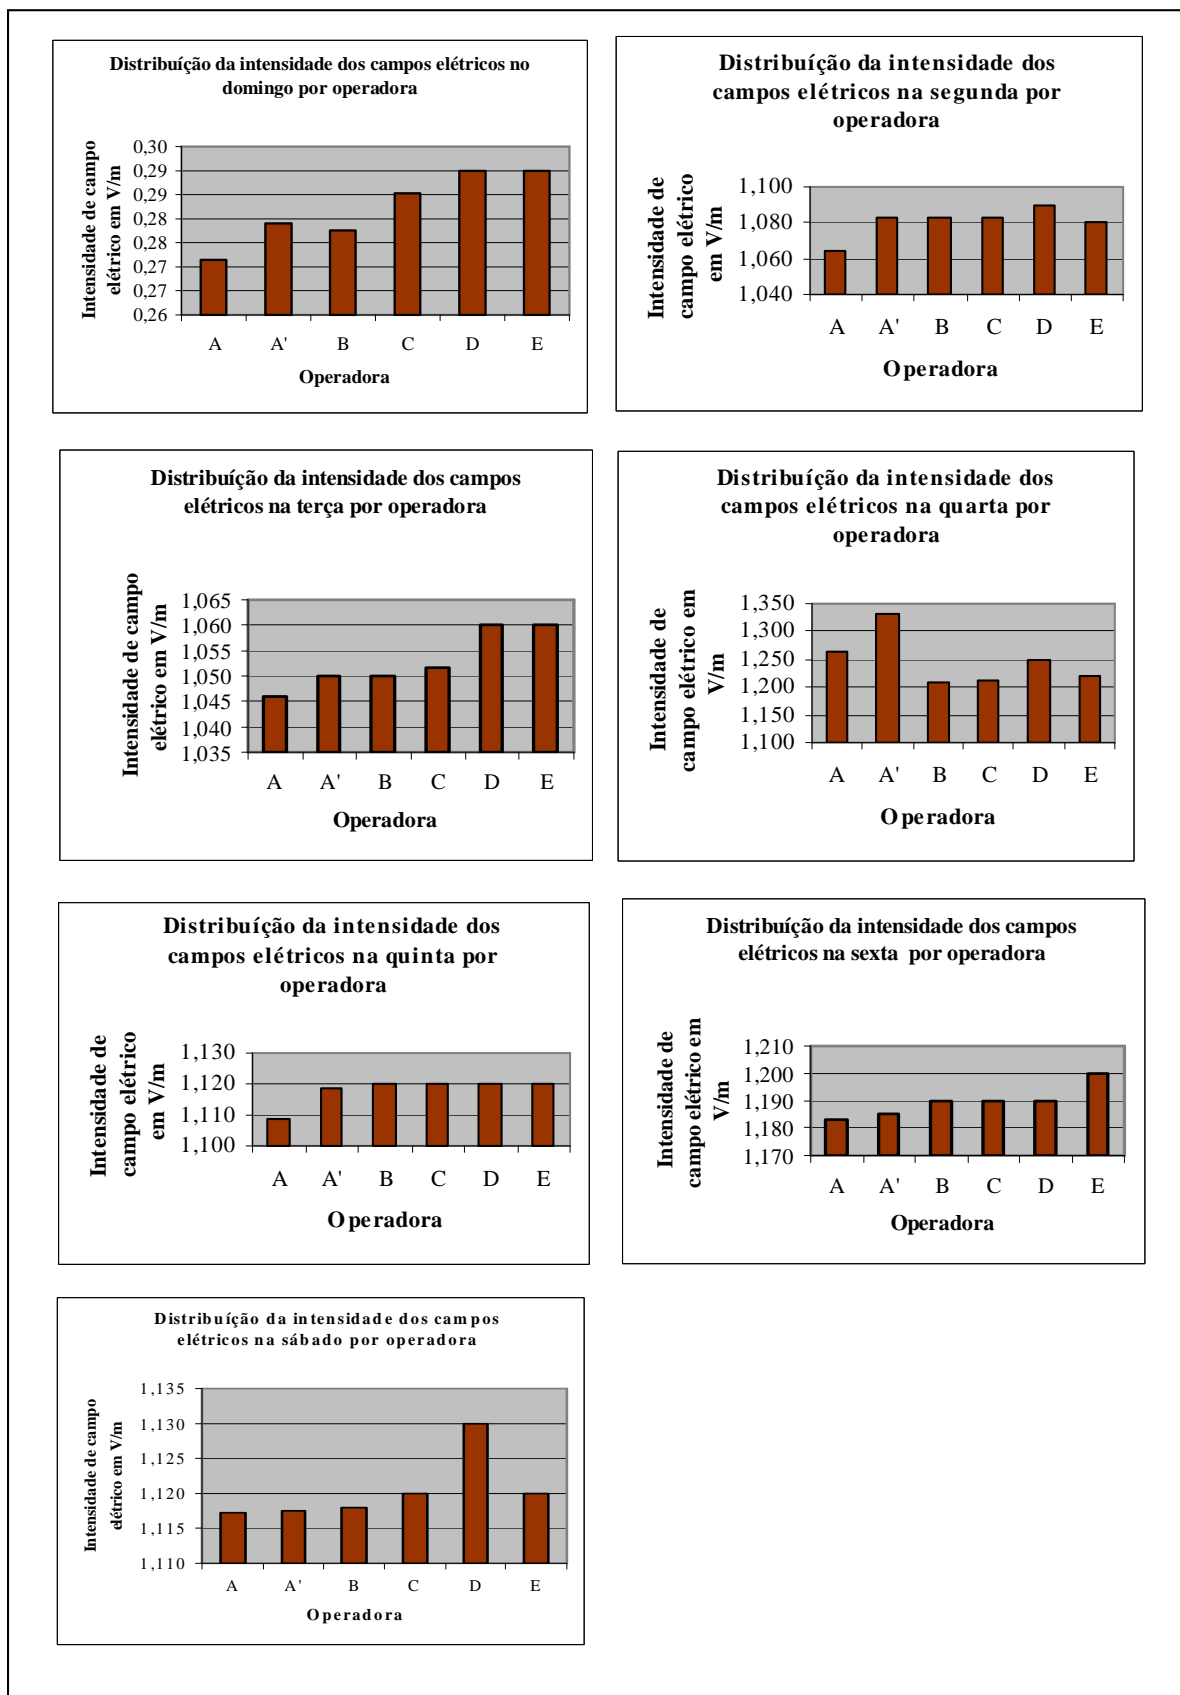 Distribuíção da intensidade dos campos elétricos no
domingo por operadora
Intensidade de campo
elétrico em V/m
0,30
0,29
0,29
0,28
0,28
0,27
0,27
0,26
A A' B C D E
Operadora
Distribuíção da intensidade dos
campos elétricos na segunda por
operadora
Intensidade de
campo elétrico
em V/m
1,100
1,080
1,060
1,040
A A' B C D E
Operadora
Distribuíção da intensidade dos campos
elétricos na terça por operadora
Intensidade de campo
elétrico em V/m
1,065
1,060
1,055
1,050
1,045
1,040
1,035
A A' B C D E
Operadora
Distribuíção da intensidade dos
campos elétricos na quarta por
operadora
Intensidade de
campo elétrico em
V/m
1,350
1,300
1,250
1,200
1,150
1,100
A A' B C D E
Operadora
Distribuíção da intensidade dos
campos elétricos na quinta por
operadora
Intensidade de
campo elétrico
em V/m
1,130
1,120
1,110
1,100
A A' B C D E
Operadora
Distribuíção da intensidade dos campos
elétricos na sexta por operadora
Intensidade de
campo elétrico em
V/m
1,210
1,200
1,190
1,180
1,170
A A' B C D E
Operadora
Distribuíção da intensidade dos campos
elétricos na sábado por operadora
Intensidade de campo
elétrico em V/m
1,135
1,130
1,125
1,120
1,115
1,110
A A' B C D E
Operadora